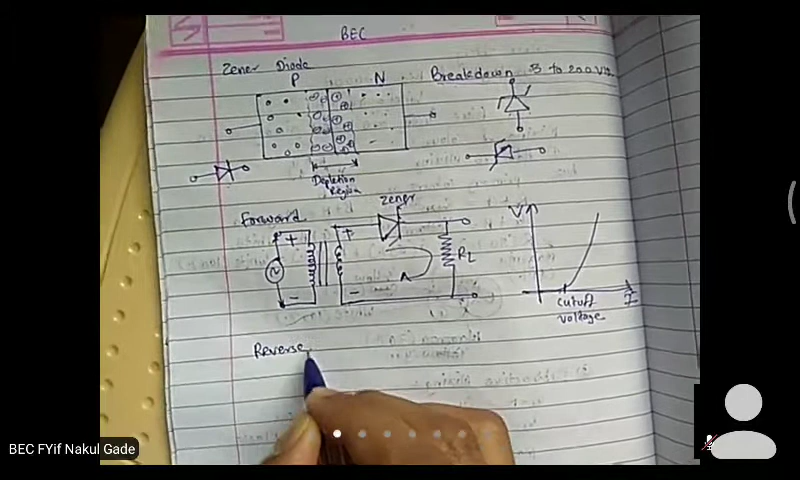 BEC
Zener Diode
P N
Breakdown 3 to 200 V
Depletion
Region
Forward
Zener
+ +
N
RL
- -
V
I
cutoff
voltage
Reverse
BEC FYif Nakul Gade